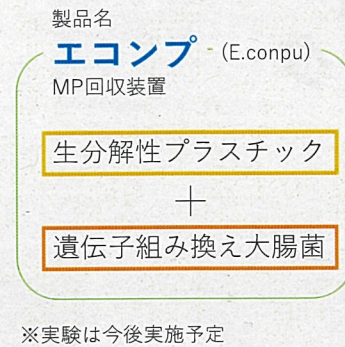 製品名
エコンプ (E.conpu)
MP回収装置
生分解性プラスチック
＋
遺伝子組み換え大腸菌
※実験は今後実施予定